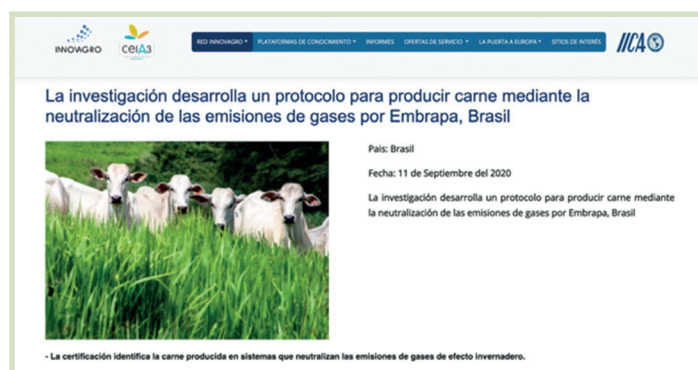 INNOVAGRO
ceiA3
RED INNOVAGRO
PLATAFORMAS DE CONOCIMIENTO
INFORMES
OFERTAS DE SERVICIO
LA PUERTA A EUROPA
SITIOS DE INTERÉS
IICA
La investigación desarrolla un protocolo para producir carne mediante la
neutralización de las emisiones de gases por Embrapa, Brasil
Pais: Brasil
Fecha: 11 de Septiembre del 2020
La investigación desarrolla un protocolo para producir carne mediante
la neutralización de las emisiones de gases por Embrapa, Brasil
- La certificación identifica la carne producida en sistemas que neutralizan las emisiones de gases de efecto invernadero.